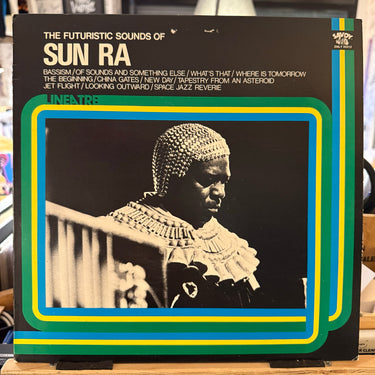 THE FUTURISTIC SOUNDS OF
SUN RA
BASSISM/OF SOUNDS AND SOMETHING ELSE/WHAT'S THAT/WHERE IS TOMORROW
THE BEGINNING/CHINA GATES/NEW DAY/TAPESTRY FROM AN ASTEROID
JET FLIGHT/LOOKING OUTWARD/SPACE JAZZ REVERIE
LINEATRE
SAVOY